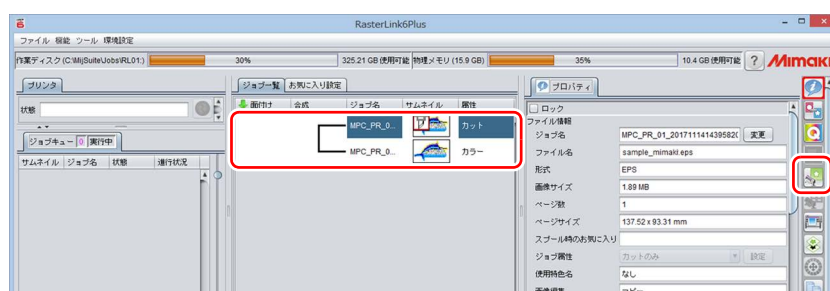 RasterLink6Plus
ファイル 機能 ツール 環境設定
作業ディスク (C:\MijSuite\Jobs\RL01:) 30% 325.21 GB 使用可能 物理メモリ (15.9 GB) 35% 10.4 GB 使用可能 ? Mimaki
プリンタ
状態
ジョブキュー 0 実行中
サムネイル ジョブ名 状態 進行状況
ジョブ一覧 お気に入り設定
面付け 合成 ジョブ名 サムネイル 属性
MPC_PR_0... カット
MPC_PR_0... カラー
プロパティ
ロック
ファイル情報
ジョブ名 MPC_PR_01_201711141439582( 変更
ファイル名 sample_mimaki.eps
形式 EPS
画像サイズ 1.89 MB
ページ数 1
ページサイズ 137.52 x 93.31 mm
スプール時のお気に入り
ジョブ属性 カットのみ 設定
使用特色名 なし